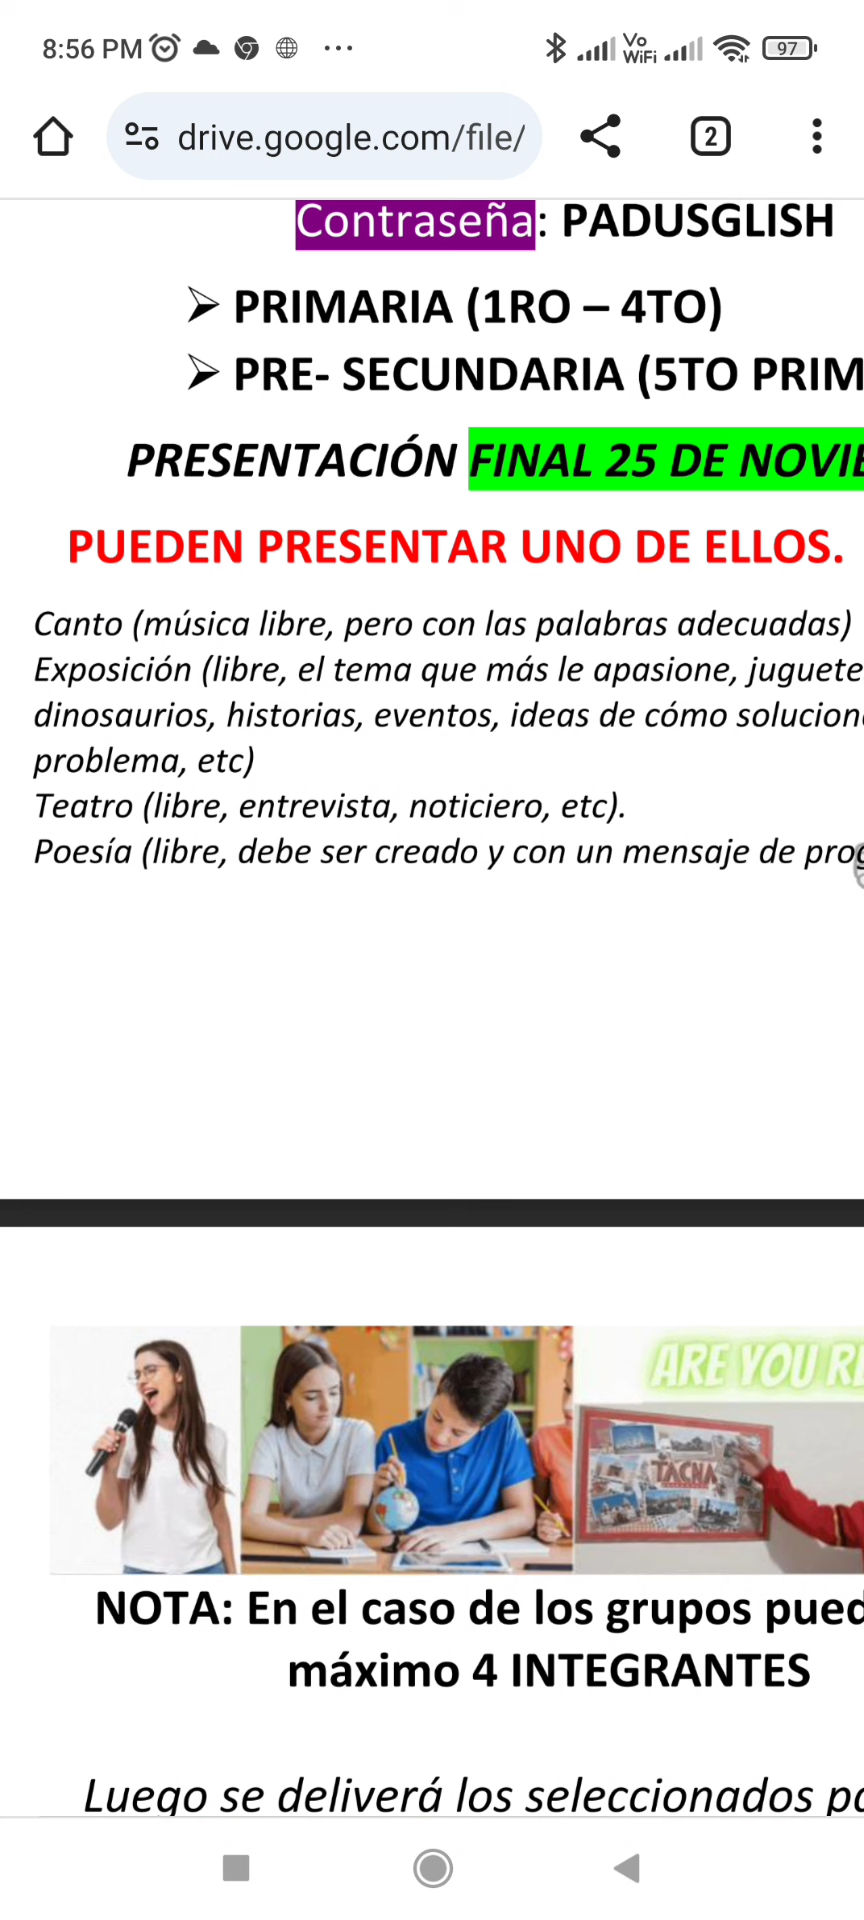 8:56 PM
Vo
WiFi
97
drive.google.com/file/
2
Contraseña: PADUSGLISH
➢ PRIMARIA (1RO – 4TO)
➢ PRE- SECUNDARIA (5TO PRIM
PRESENTACIÓN FINAL 25 DE NOVIE
PUEDEN PRESENTAR UNO DE ELLOS.
Canto (música libre, pero con las palabras adecuadas)
Exposición (libre, el tema que más le apasione, juguete
dinosaurios, historias, eventos, ideas de cómo solucion
problema, etc)
Teatro (libre, entrevista, noticiero, etc).
Poesía (libre, debe ser creado y con un mensaje de pro
ARE YOU RE
TACNA
NOTA: En el caso de los grupos pued
máximo 4 INTEGRANTES
Luego se deliverá los seleccionados pa